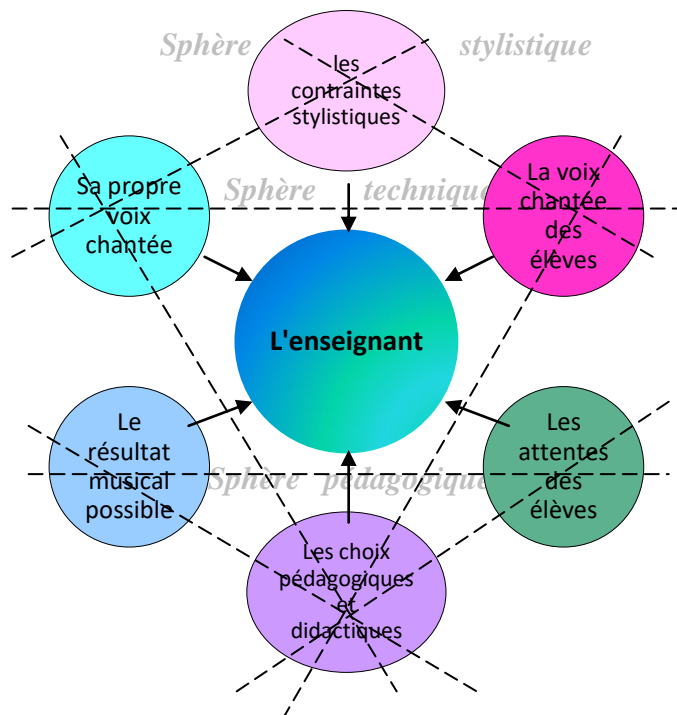 Sphère stylistique
les
contraintes
stylistiques
Sa propre
voix
chantée
Sphère technique
La voix
chantée
des
élèves
L'enseignant
Le
résultat
musical
possible
Sphère pédagogique
Les
attentes
des
élèves
Les choix
pédagogiques
et
didactiques